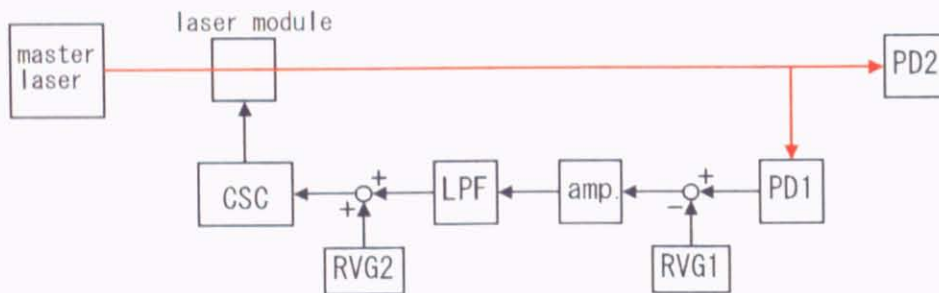 laser module
master
laser
PD2
CSC
+
+
LPF
amp.
+
−
PD1
RVG2
RVG1